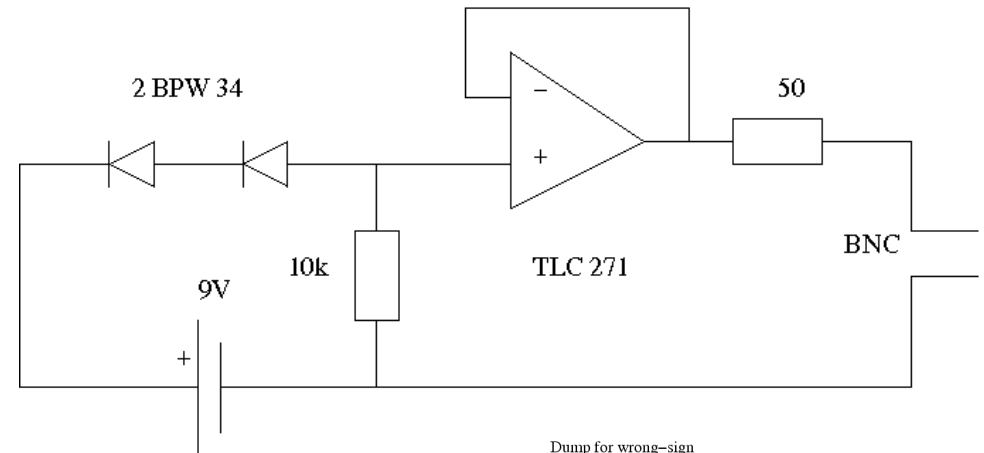 2 BPW 34
−
50
+
BNC
10k
TLC 271
9V
+
Dump for wrong−sign